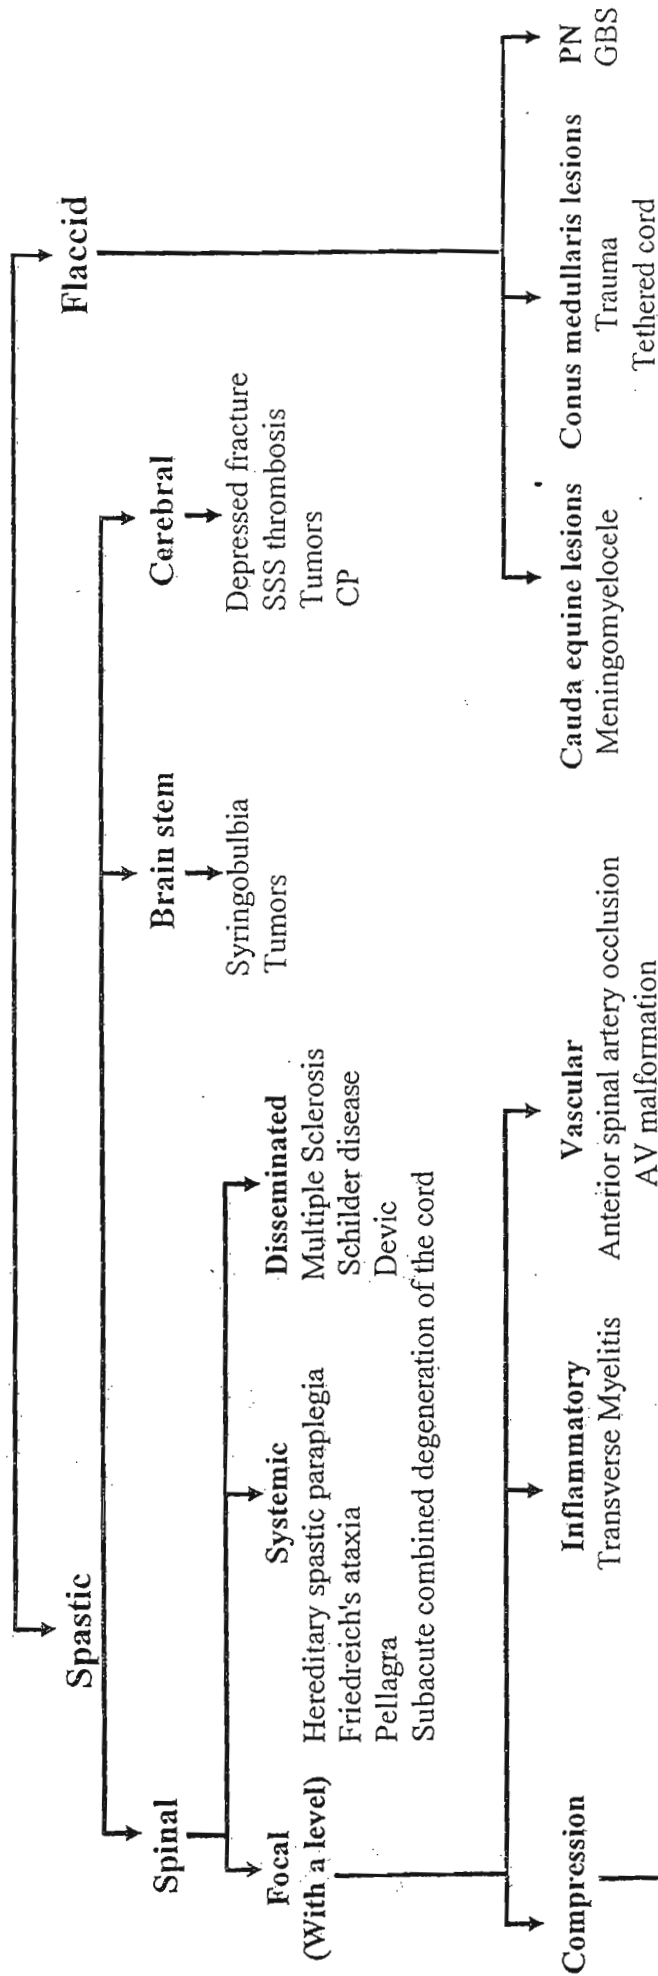 Spastic
Flaccid
Spinal
Brain stem
Cerebral
Syringobulbia
Tumors
Depressed fracture
SSS thrombosis
Tumors
CP
Focal
(With a level)
Systemic
Hereditary spastic paraplegia
Friedreich's ataxia
Pellagra
Subacute combined degeneration of the cord
Disseminated
Multiple Sclerosis
Schilder disease
Devic
Compression
Inflammatory
Transverse Myelitis
Vascular
Anterior spinal artery occlusion
AV malformation
Cauda equine lesions
Meningomyelocele
Conus medullaris lesions
Trauma
Tethered cord
PN
GBS